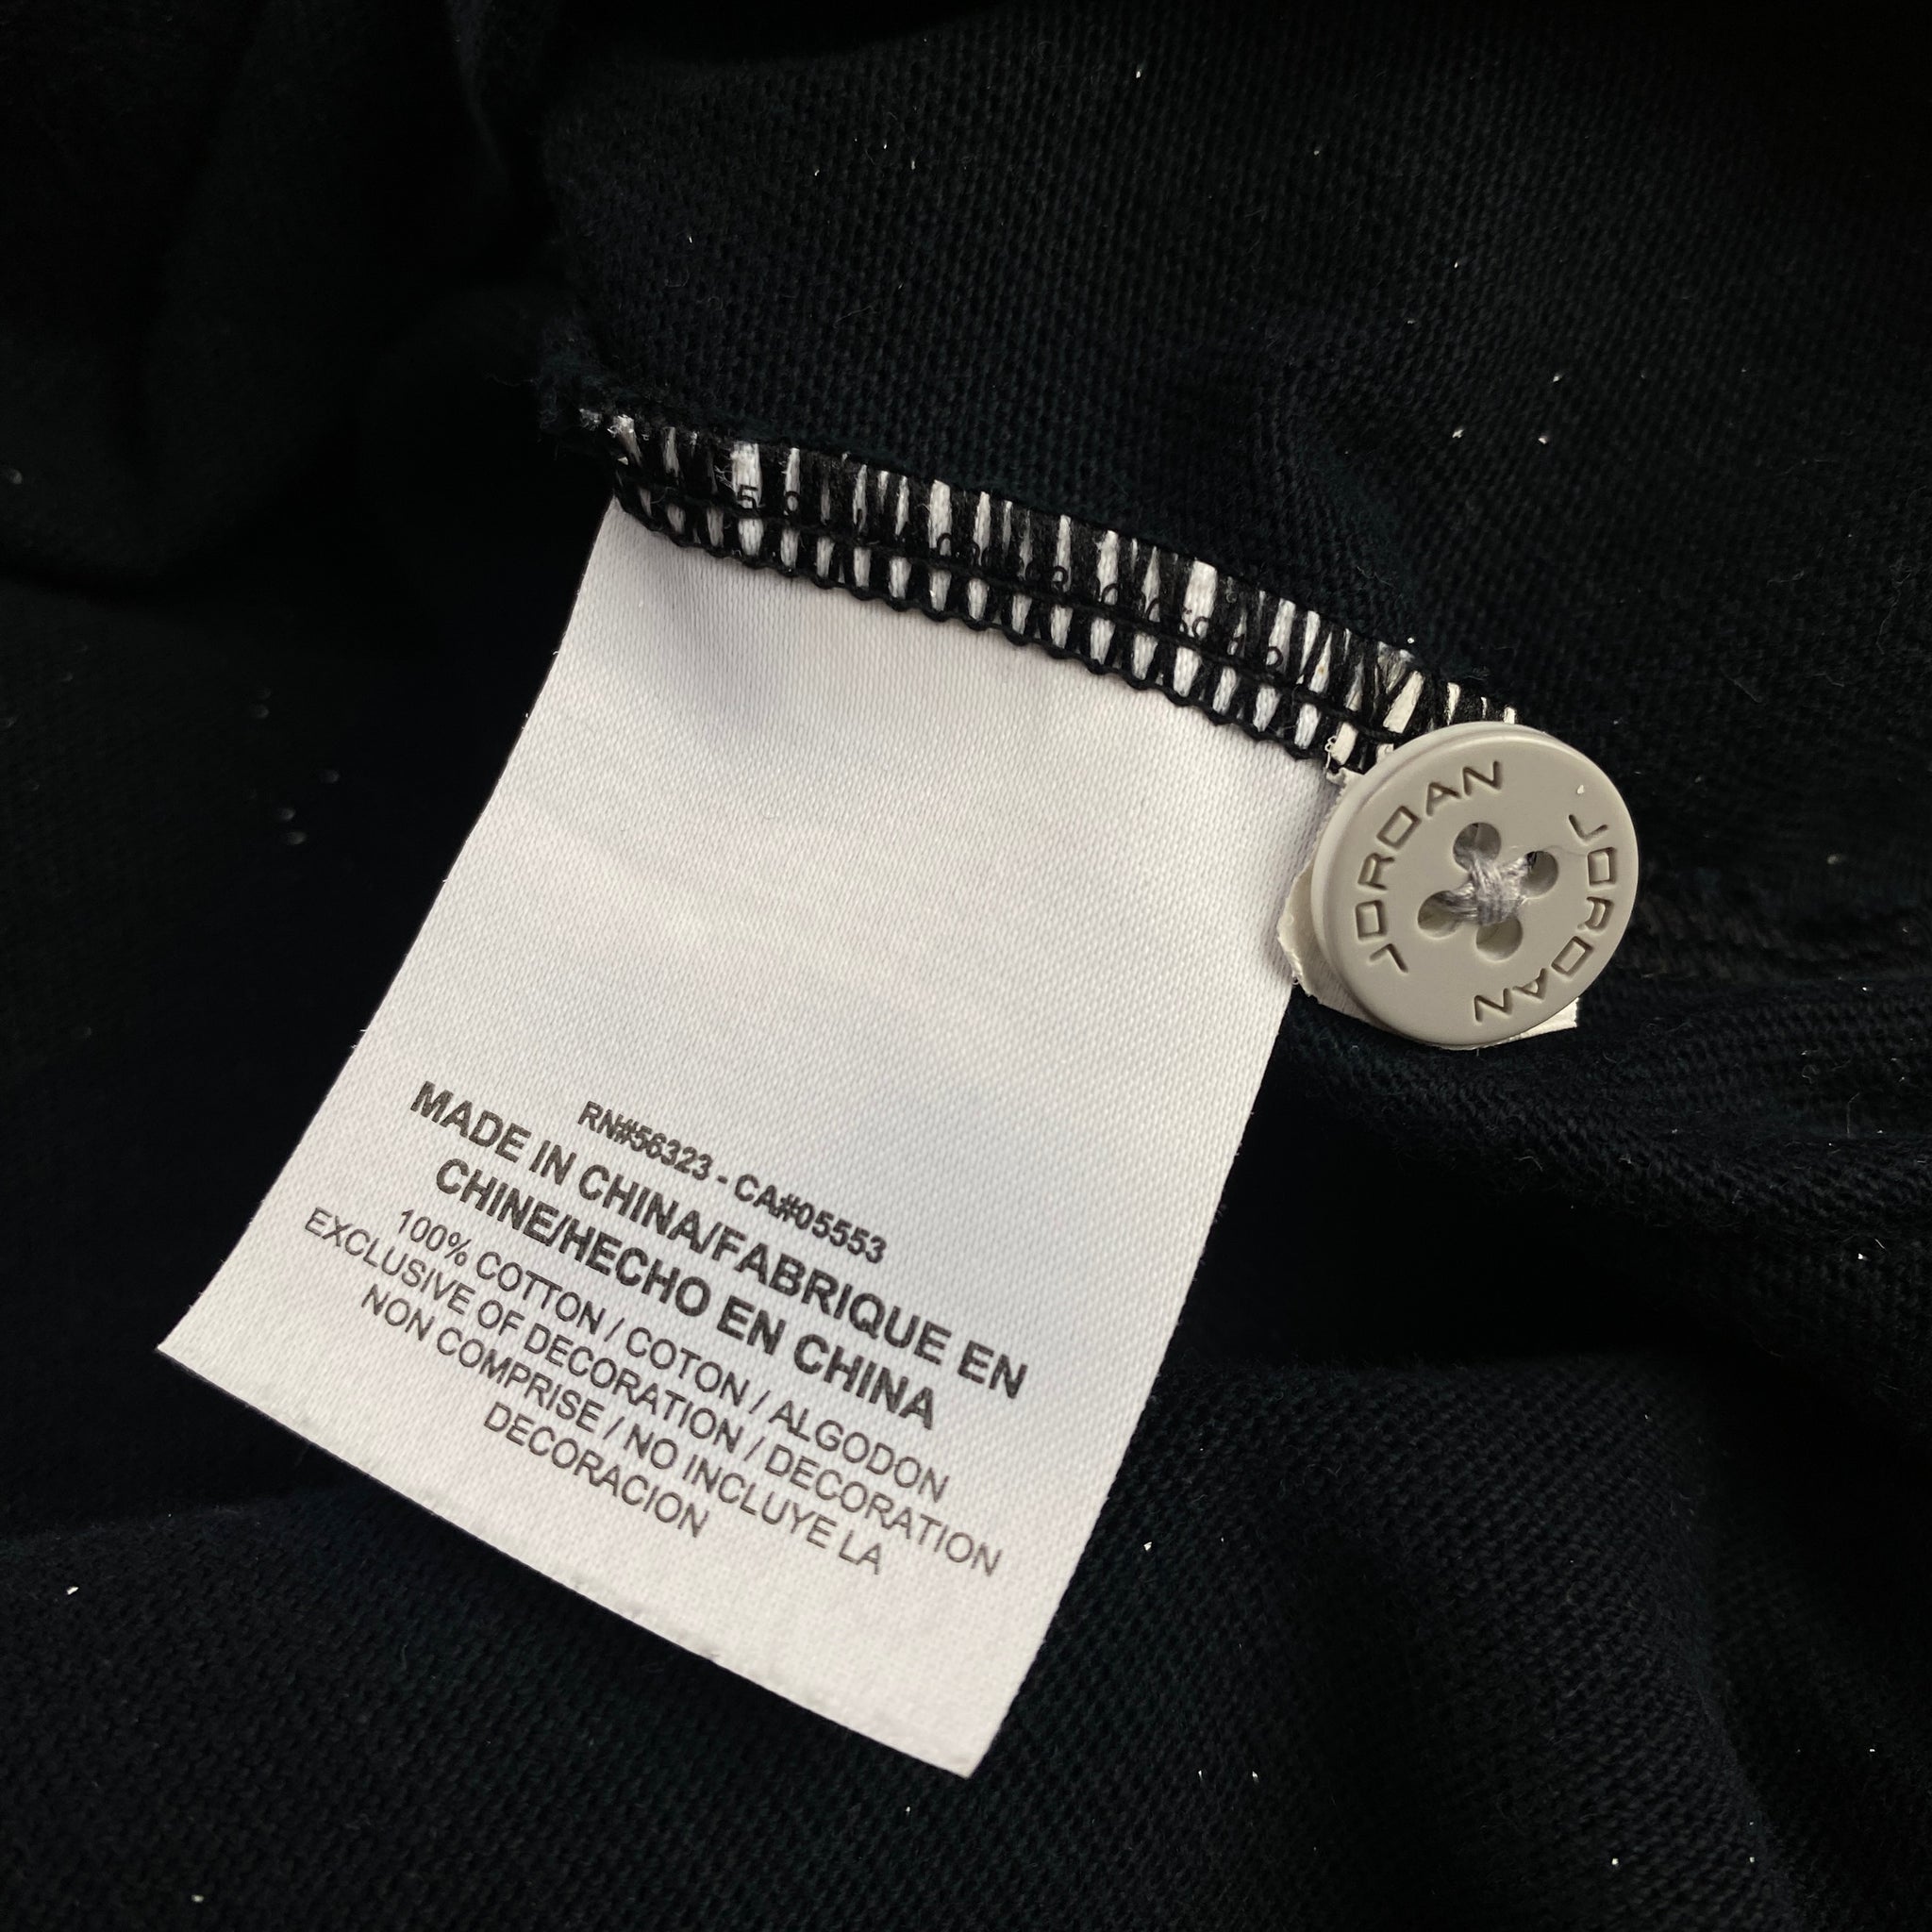 JORDAN
JORDAN
RN#56323 - CA#05553
MADE IN CHINA/FABRIQUE EN
CHINE/HECHO EN CHINA
100% COTTON / COTON / ALGODON
EXCLUSIVE OF DECORATION / DECORATION
NON COMPRISE / NO INCLUYE LA
DECORACION